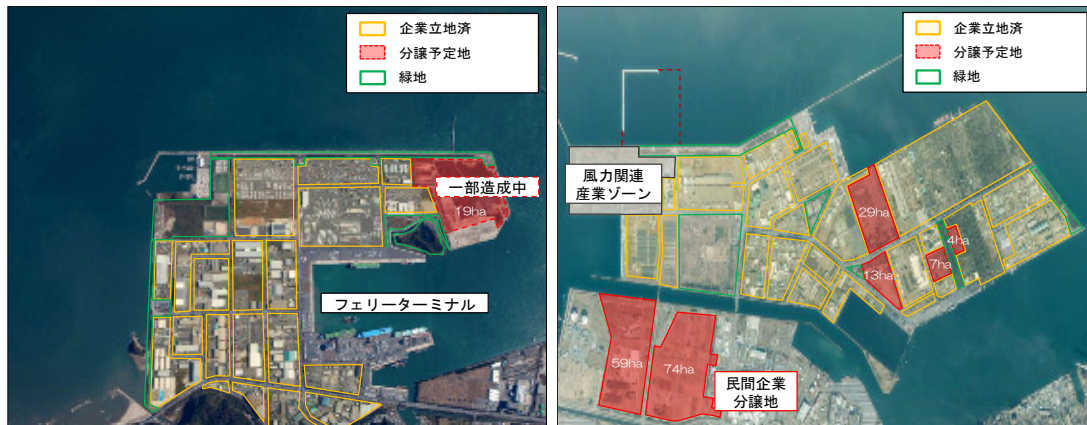 企業立地済
分譲予定地
緑地
一部造成中
19ha
フェリーターミナル
企業立地済
分譲予定地
緑地
風力関連
産業ゾーン
29ha
4ha
7ha
13ha
59ha
74ha
民間企業
分譲地